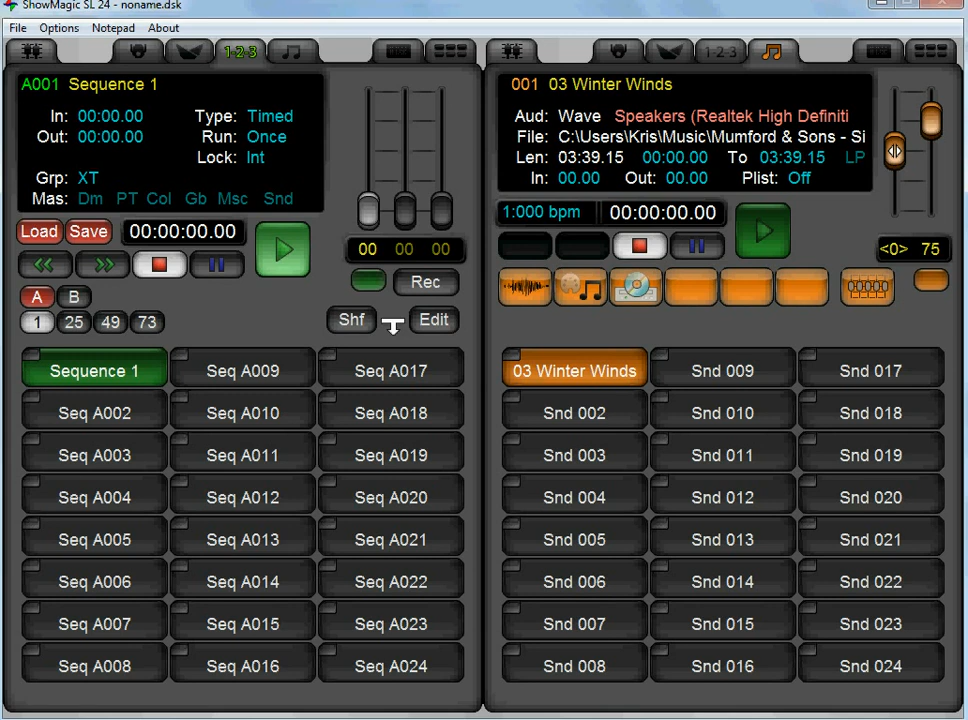 ShowMagic SL 24 - noname.dsk
File Options Notepad About
1-2-3
A001 Sequence 1
In: 00:00.00 Type: Timed
Out: 00:00.00 Run: Once
Lock: Int
Grp: XT
Mas: Dm PT Col Gb Msc Snd
Load Save 00:00:00.00
00 00 00
Rec
A B
1 25 49 73
Shf Edit
Sequence 1 Seq A009 Seq A017
Seq A002 Seq A010 Seq A018
Seq A003 Seq A011 Seq A019
Seq A004 Seq A012 Seq A020
Seq A005 Seq A013 Seq A021
Seq A006 Seq A014 Seq A022
Seq A007 Seq A015 Seq A023
Seq A008 Seq A016 Seq A024
1-2-3
001 03 Winter Winds
Aud: Wave Speakers (Realtek High Definiti
File: C:\Users\Kris\Music\Mumford & Sons - Si
Len: 03:39.15 00:00.00 To 03:39.15 LP
In: 00.00 Out: 00.00 Plist: Off
1:000 bpm 00:00:00.00
<0> 75
03 Winter Winds Snd 009 Snd 017
Snd 002 Snd 010 Snd 018
Snd 003 Snd 011 Snd 019
Snd 004 Snd 012 Snd 020
Snd 005 Snd 013 Snd 021
Snd 006 Snd 014 Snd 022
Snd 007 Snd 015 Snd 023
Snd 008 Snd 016 Snd 024